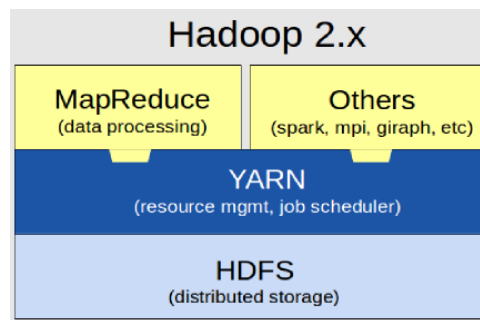 Hadoop 2.x
MapReduce
(data processing)
Others
(spark, mpi, giraph, etc)
YARN
(resource mgmt, job scheduler)
HDFS
(distributed storage)